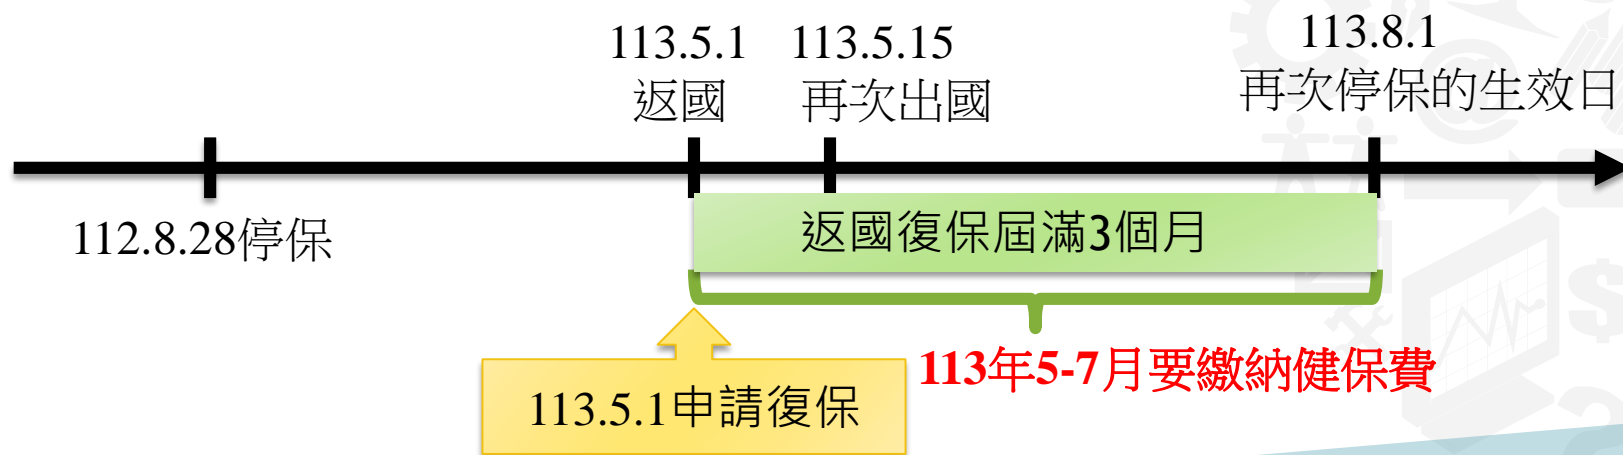 113.5.1
返國
113.5.15
再次出國
113.8.1
再次停保的生效日
112.8.28停保
返國復保屆滿3個月
113.5.1申請復保
113年5-7月要繳納健保費